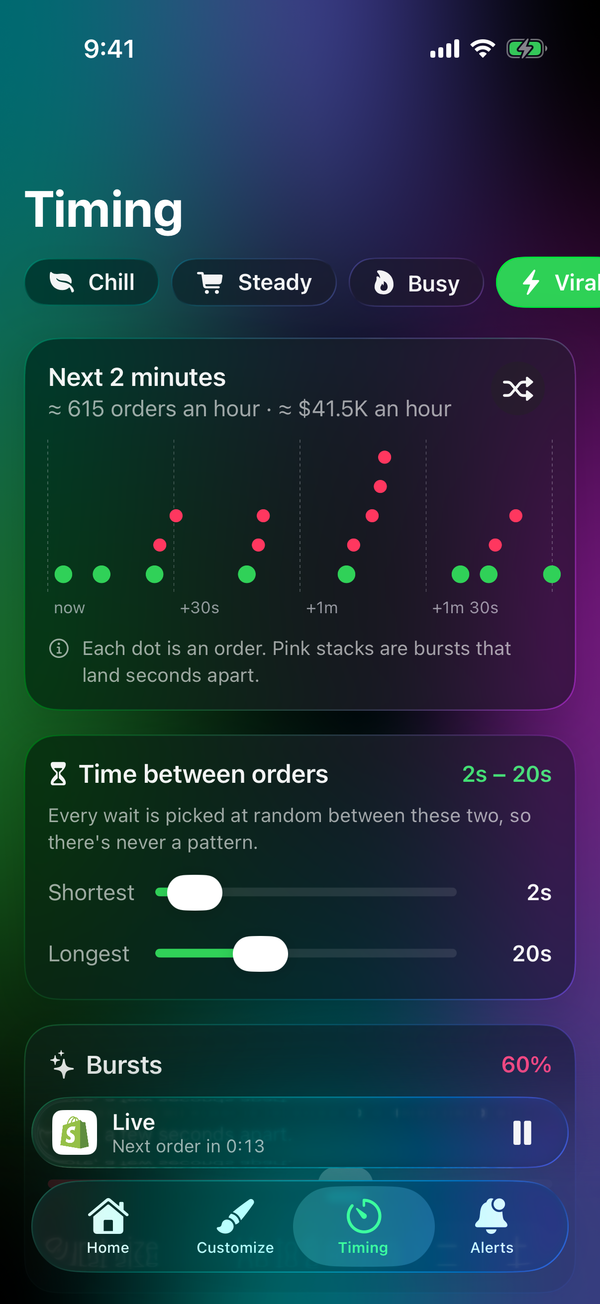 9:41
Timing
Chill
Steady
Busy
Viral
Next 2 minutes
≈ 615 orders an hour · ≈ $41.5K an hour
now
+30s
+1m
+1m 30s
Each dot is an order. Pink stacks are bursts that
land seconds apart.
Time between orders
2s – 20s
Every wait is picked at random between these two, so
there's never a pattern.
Shortest
2s
Longest
20s
Bursts
60%
Live
Next order in 0:13
Home
Customize
Timing
Alerts